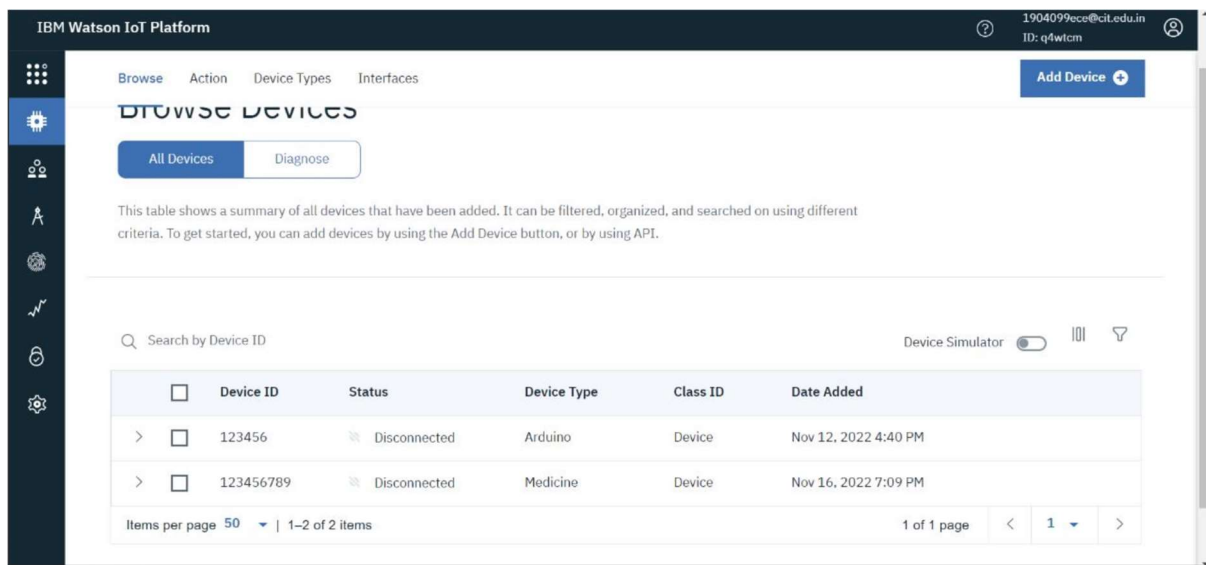 IBM Watson IoT Platform
1904099ece@cit.edu.in
ID: q4wtcm
Browse Action Device Types Interfaces
Add Device
Browse Devices
All Devices Diagnose
This table shows a summary of all devices that have been added. It can be filtered, organized, and searched on using different
criteria. To get started, you can add devices by using the Add Device button, or by using API.
Search by Device ID
Device Simulator
Device ID Status Device Type Class ID Date Added
123456 Disconnected Arduino Device Nov 12, 2022 4:40 PM
123456789 Disconnected Medicine Device Nov 16, 2022 7:09 PM
Items per page 50 | 1–2 of 2 items 1 of 1 page < 1 >